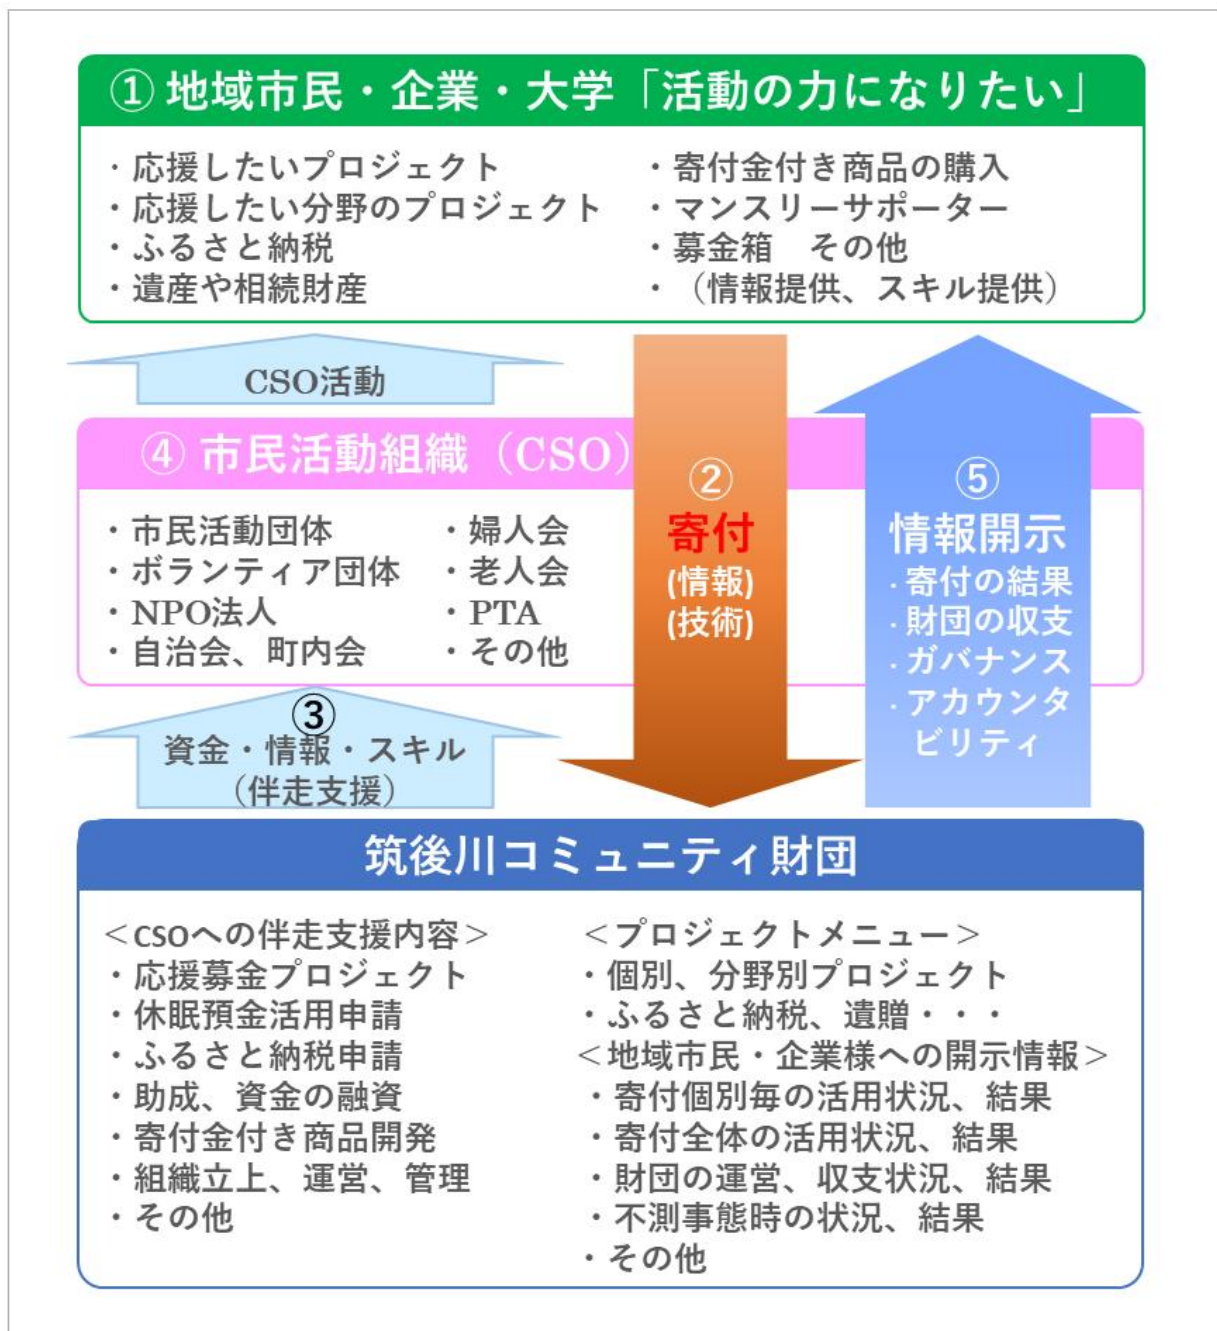 ① 地域市民・企業・大学「活動の力になりたい」
・応援したいプロジェクト
・応援したい分野のプロジェクト
・ふるさと納税
・遺産や相続財産
・寄付金付き商品の購入
・マンスリーサポーター
・募金箱　その他
・（情報提供、スキル提供）
CSO活動
④ 市民活動組織（CSO）
・市民活動団体
・ボランティア団体
・NPO法人
・自治会、町内会
・婦人会
・老人会
・PTA
・その他
②
寄付
(情報)
(技術)
⑤
情報開示
・寄付の結果
・財団の収支
・ガバナンス
・アカウンタ
ビリティ
③
資金・情報・スキル
（伴走支援）
筑後川コミュニティ財団
＜CSOへの伴走支援内容＞
・応援募金プロジェクト
・休眠預金活用申請
・ふるさと納税申請
・助成、資金の融資
・寄付金付き商品開発
・組織立上、運営、管理
・その他
＜プロジェクトメニュー＞
・個別、分野別プロジェクト
・ふるさと納税、遺贈・・・
＜地域市民・企業様への開示情報＞
・寄付個別毎の活用状況、結果
・寄付全体の活用状況、結果
・財団の運営、収支状況、結果
・不測事態時の状況、結果
・その他